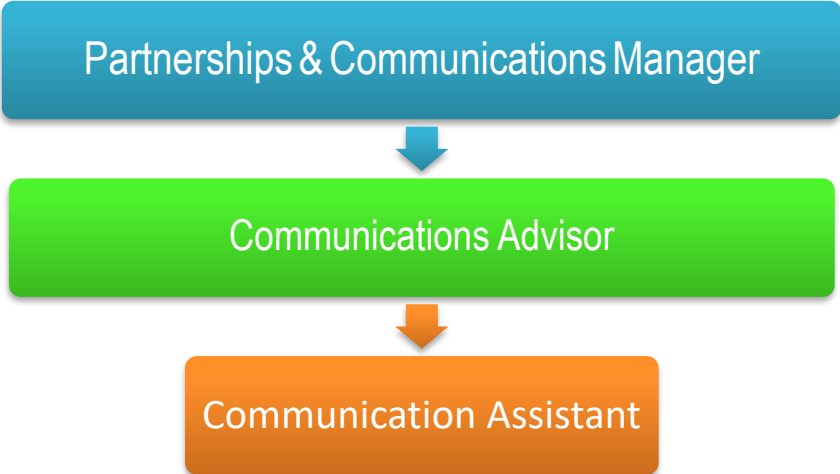 Partnerships & Communications Manager
Communications Advisor
Communication Assistant